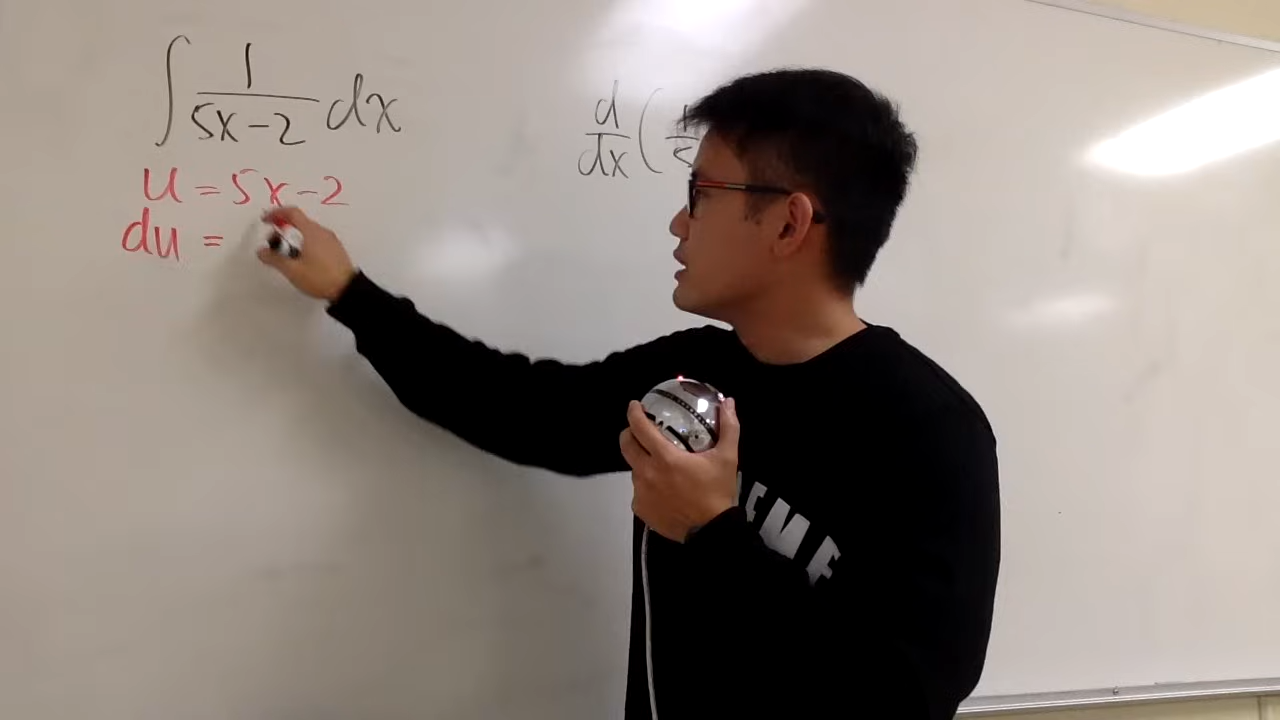 ∫ 1/(5x-2) dx
u = 5x-2
du =
d/dx (